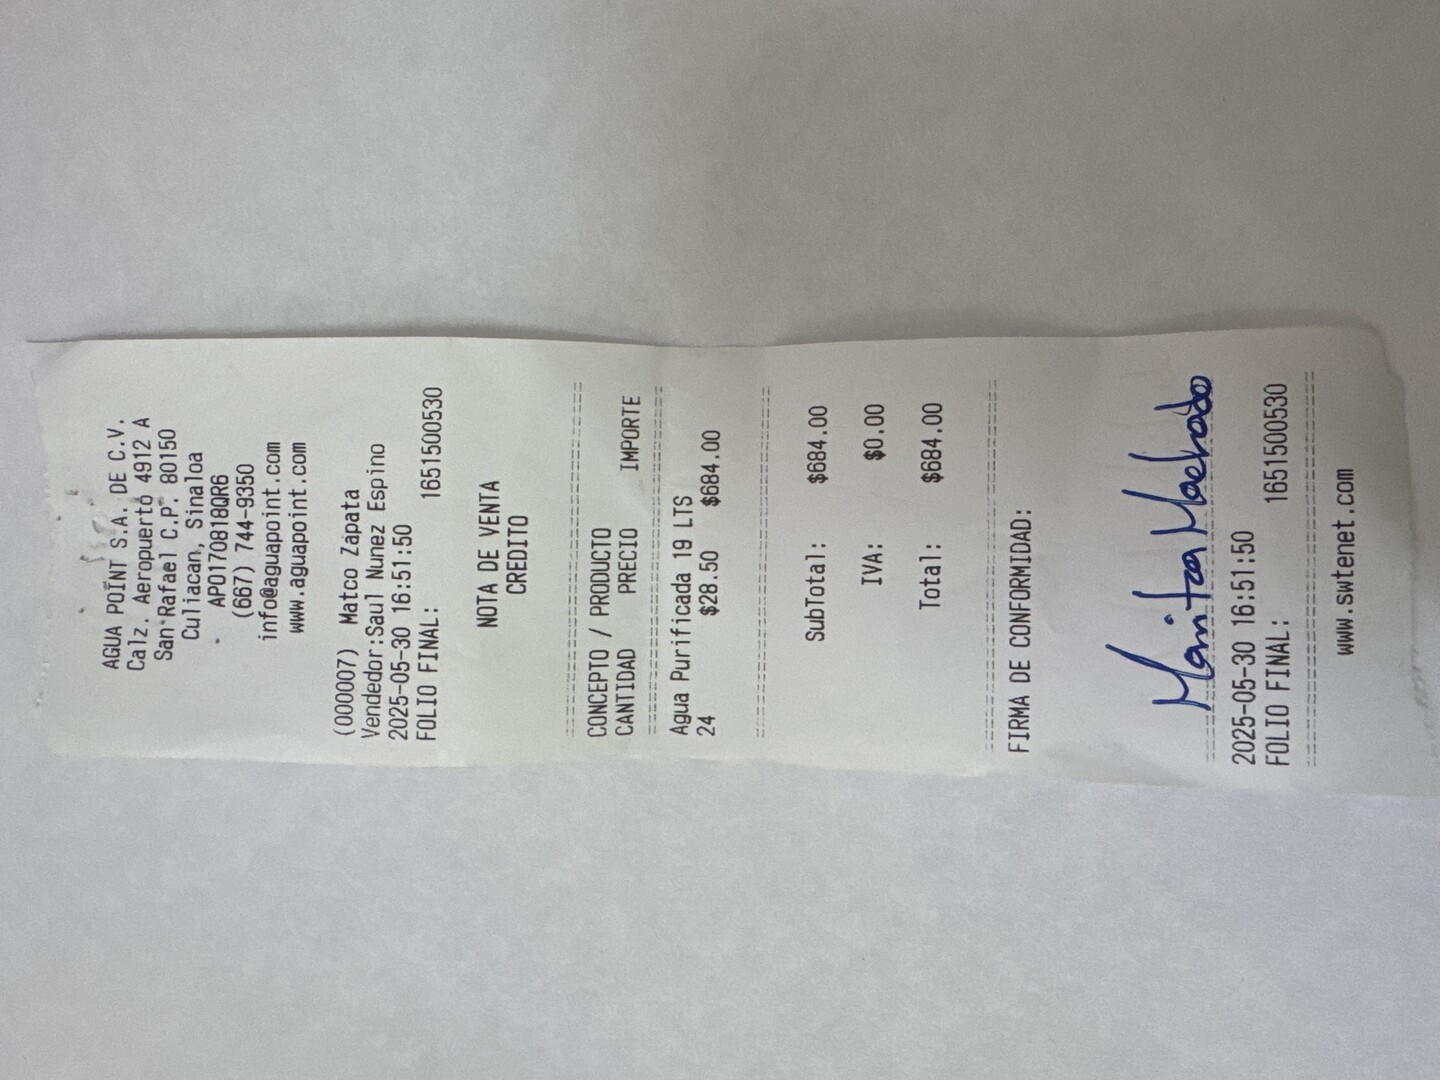 AGUA POINT S.A. DE C.V.
Calz. Aeropuerto 4912 A
San Rafael C.P. 80150
Culiacan, Sinaloa
APO170818QR6
(667) 744-9350
info@aguapoint.com
www.aguapoint.com
(000007) Matco Zapata
Vendedor:Saul Nunez Espino
2025-05-30 16:51:50
FOLIO FINAL: 1651500530
NOTA DE VENTA
CREDITO
CONCEPTO / PRODUCTO
CANTIDAD PRECIO IMPORTE
Agua Purificada 19 LTS
24 $28.50 $684.00
SubTotal: $684.00
IVA: $0.00
Total: $684.00
FIRMA DE CONFORMIDAD:
Maritza Machado
2025-05-30 16:51:50
FOLIO FINAL: 1651500530
www.swtenet.com